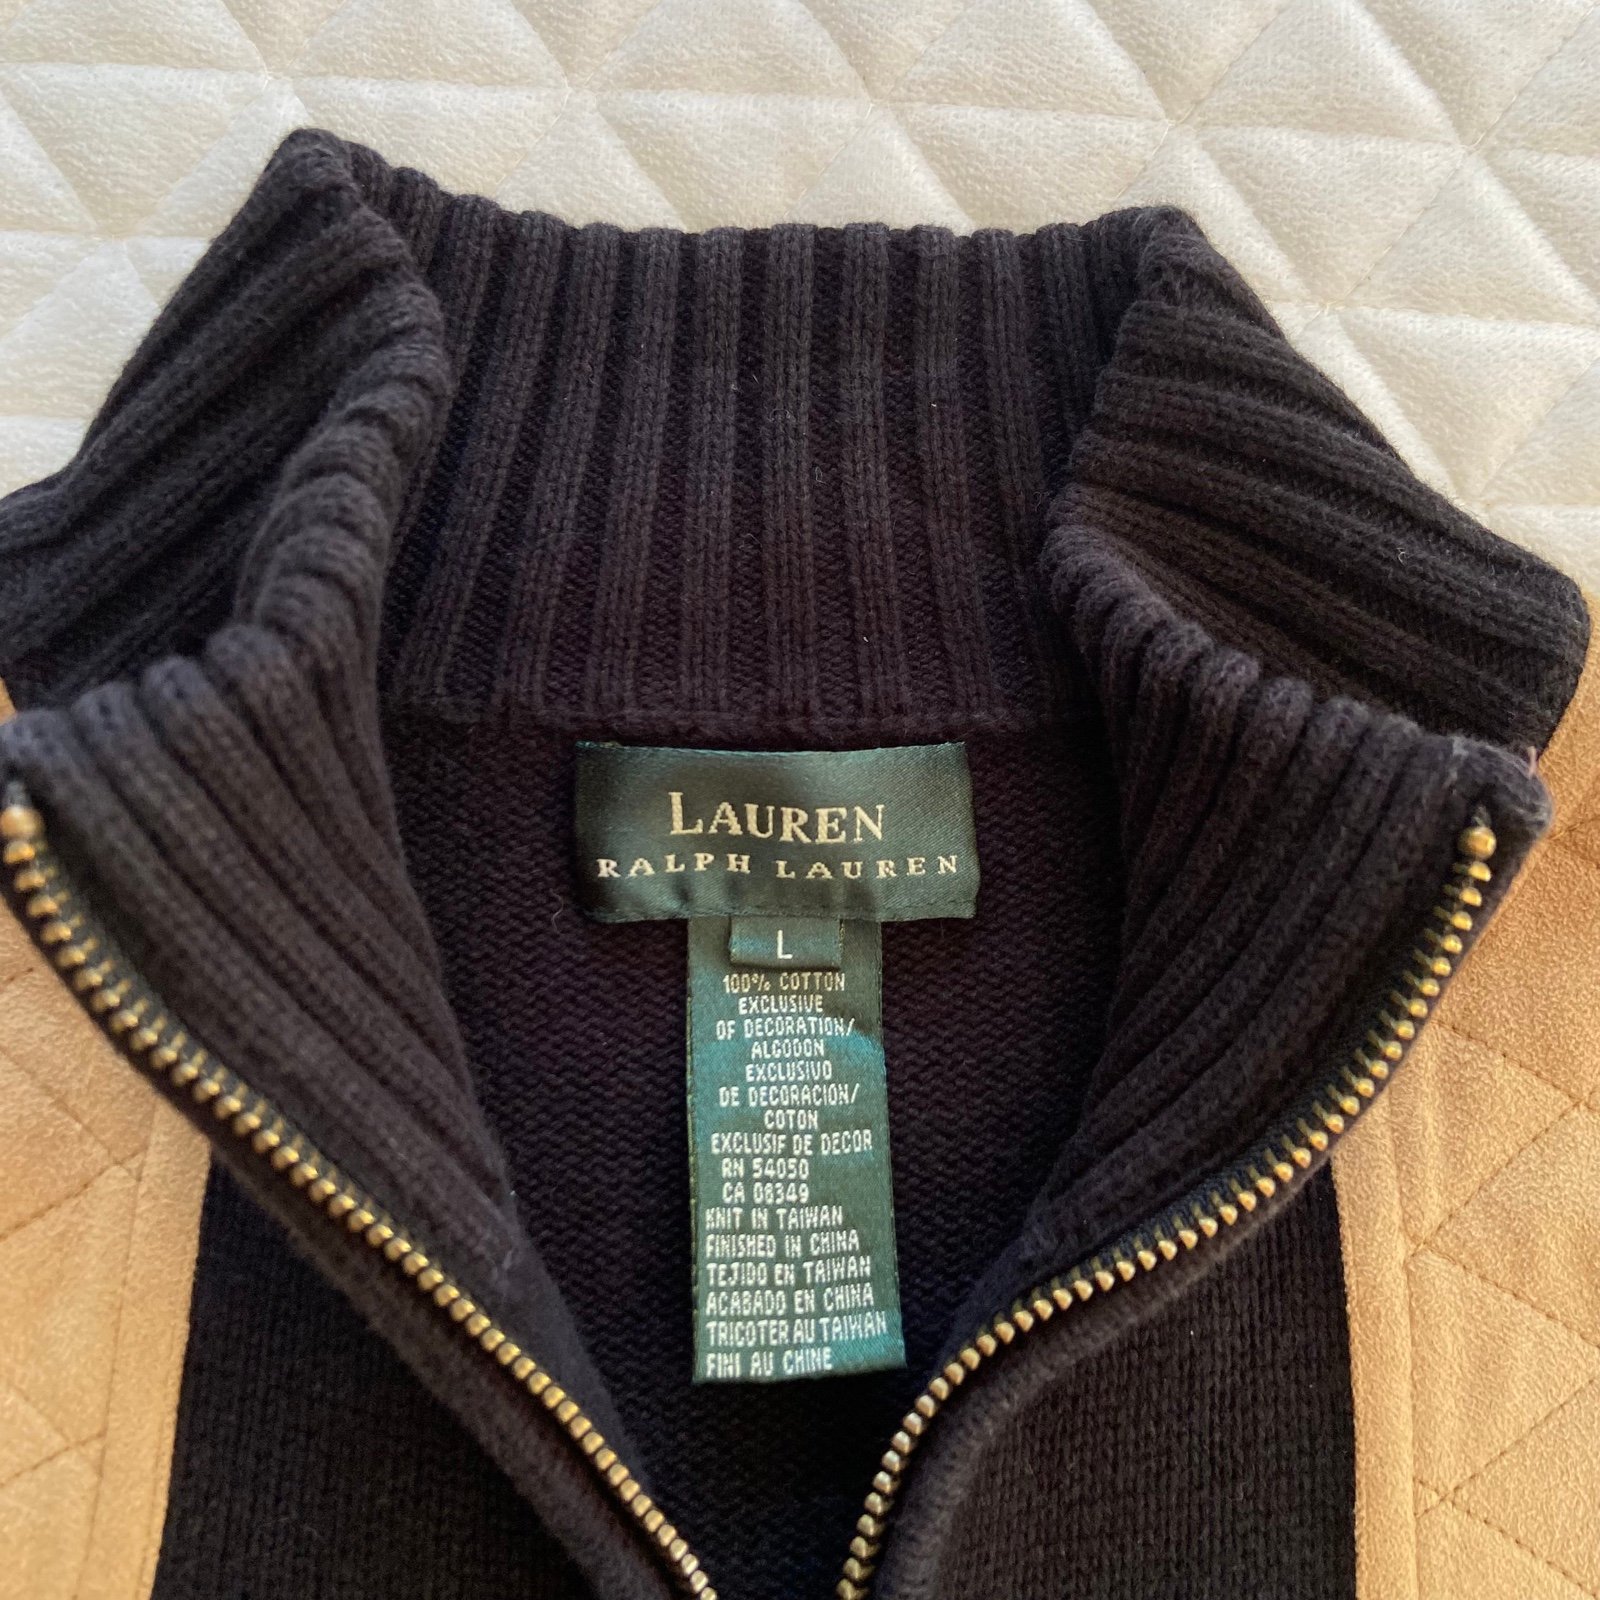 LAUREN
RALPH LAUREN
L
100% COTTON
EXCLUSIVE
OF DECORATION/
ALGODON
EXCLUSIVO
DE DECORACION/
COTON
EXCLUSIF DE DECOR
RN 54050
CA 08349
KNIT IN TAIWAN
FINISHED IN CHINA
TEJIDO EN TAIWAN
ACABADO EN CHINA
TRICOTER AU TAIWAN
FINI AU CHINE